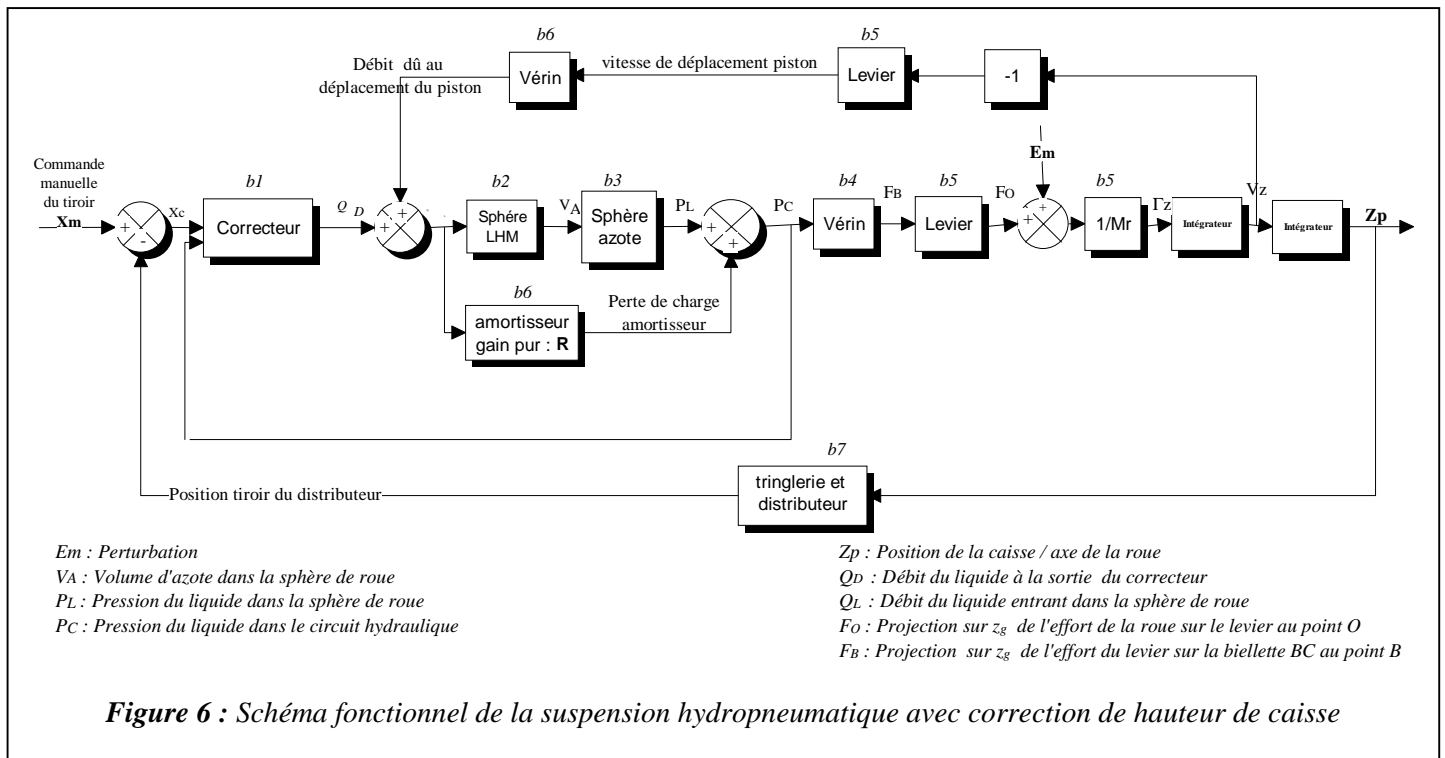 b6
b5
Débit dû au
déplacement du piston
Vérin
vitesse de déplacement piston
Levier
-1
Em
Commande
manuelle
du tiroir
Xm
+
-
Xc
b1
Correcteur
Q D
+
+
b2
Sphére
LHM
VA
b3
Sphère
azote
PL
+
+
PC
b4
Vérin
FB
b5
Levier
FO
+
+
b5
1/Mr
Γz
Intégrateur
Vz
Intégrateur
Zp
b6
amortisseur
gain pur : R
Perte de charge
amortisseur
b7
tringlerie et
distributeur
Position tiroir du distributeur
Em : Perturbation
VA : Volume d'azote dans la sphère de roue
PL : Pression du liquide dans la sphère de roue
PC : Pression du liquide dans le circuit hydraulique
Zp : Position de la caisse / axe de la roue
QD : Débit du liquide à la sortie du correcteur
QL : Débit du liquide entrant dans la sphère de roue
FO : Projection sur zg de l'effort de la roue sur le levier au point O
FB : Projection sur zg de l'effort du levier sur la biellette BC au point B
Figure 6 : Schéma fonctionnel de la suspension hydropneumatique avec correction de hauteur de caisse